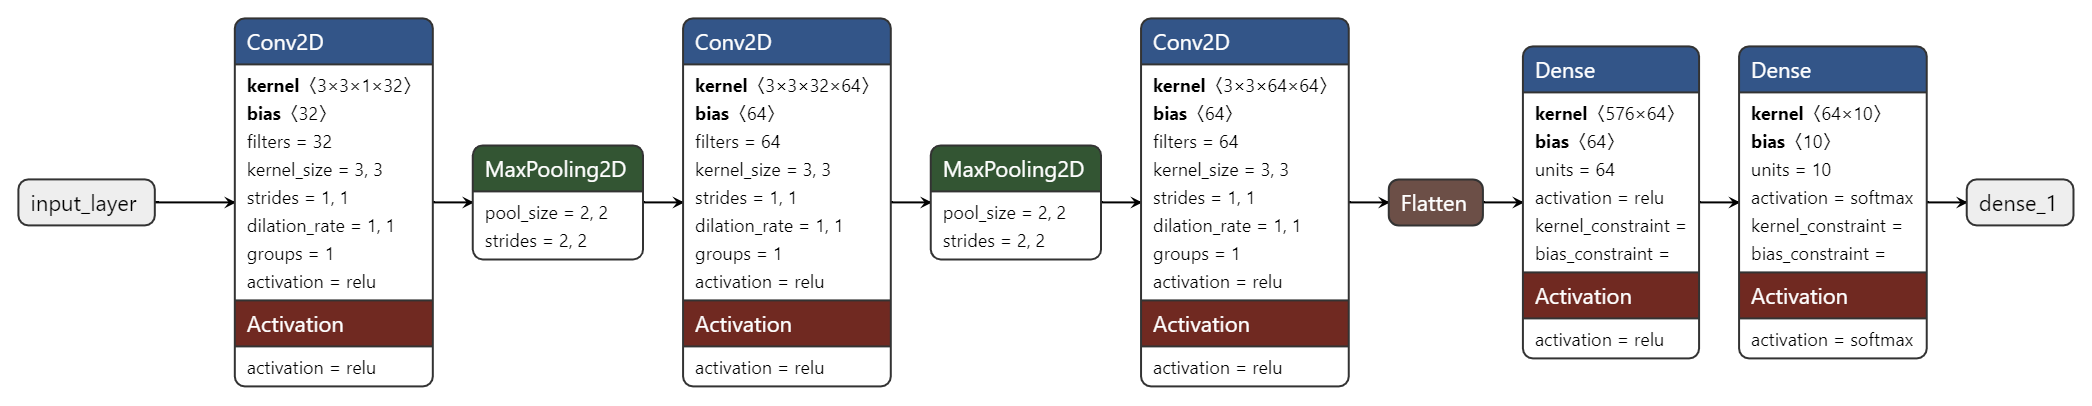 input_layer
Conv2D
kernel〈3×3×1×32〉
bias〈32〉
filters = 32
kernel_size = 3, 3
strides = 1, 1
dilation_rate = 1, 1
groups = 1
activation = relu
Activation
activation = relu
MaxPooling2D
pool_size = 2, 2
strides = 2, 2
Conv2D
kernel〈3×3×32×64〉
bias〈64〉
filters = 64
kernel_size = 3, 3
strides = 1, 1
dilation_rate = 1, 1
groups = 1
activation = relu
Activation
activation = relu
MaxPooling2D
pool_size = 2, 2
strides = 2, 2
Conv2D
kernel〈3×3×64×64〉
bias〈64〉
filters = 64
kernel_size = 3, 3
strides = 1, 1
dilation_rate = 1, 1
groups = 1
activation = relu
Activation
activation = relu
Flatten
Dense
kernel〈576×64〉
bias〈64〉
units = 64
activation = relu
kernel_constraint =
bias_constraint =
Activation
activation = relu
Dense
kernel〈64×10〉
bias〈10〉
units = 10
activation = softmax
kernel_constraint =
bias_constraint =
Activation
activation = softmax
dense_1